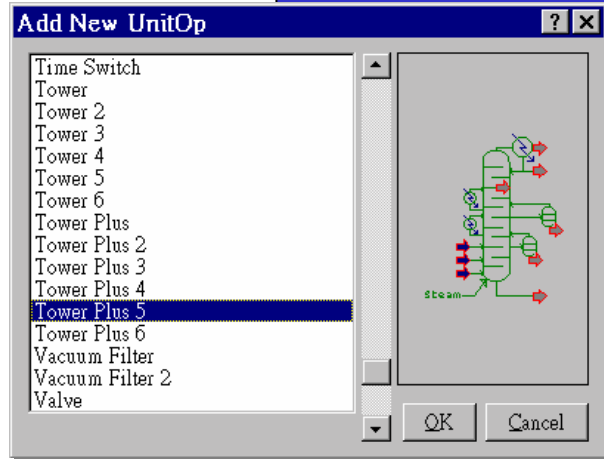 Add New UnitOp
Time Switch
Tower
Tower 2
Tower 3
Tower 4
Tower 5
Tower 6
Tower Plus
Tower Plus 2
Tower Plus 3
Tower Plus 4
Tower Plus 5
Tower Plus 6
Vacuum Filter
Vacuum Filter 2
Valve
Steam
OK
Cancel